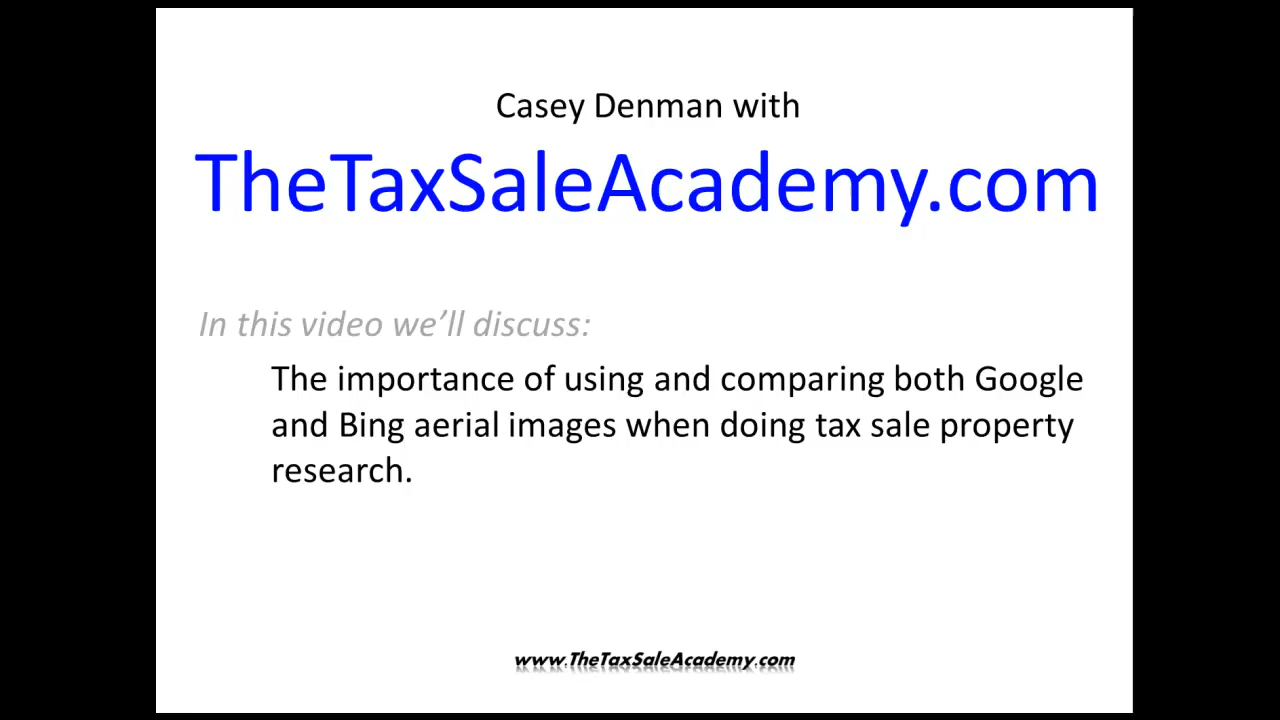 Casey Denman with
TheTaxSaleAcademy.com
In this video we’ll discuss:
The importance of using and comparing both Google
and Bing aerial images when doing tax sale property
research.
www.TheTaxSaleAcademy.com